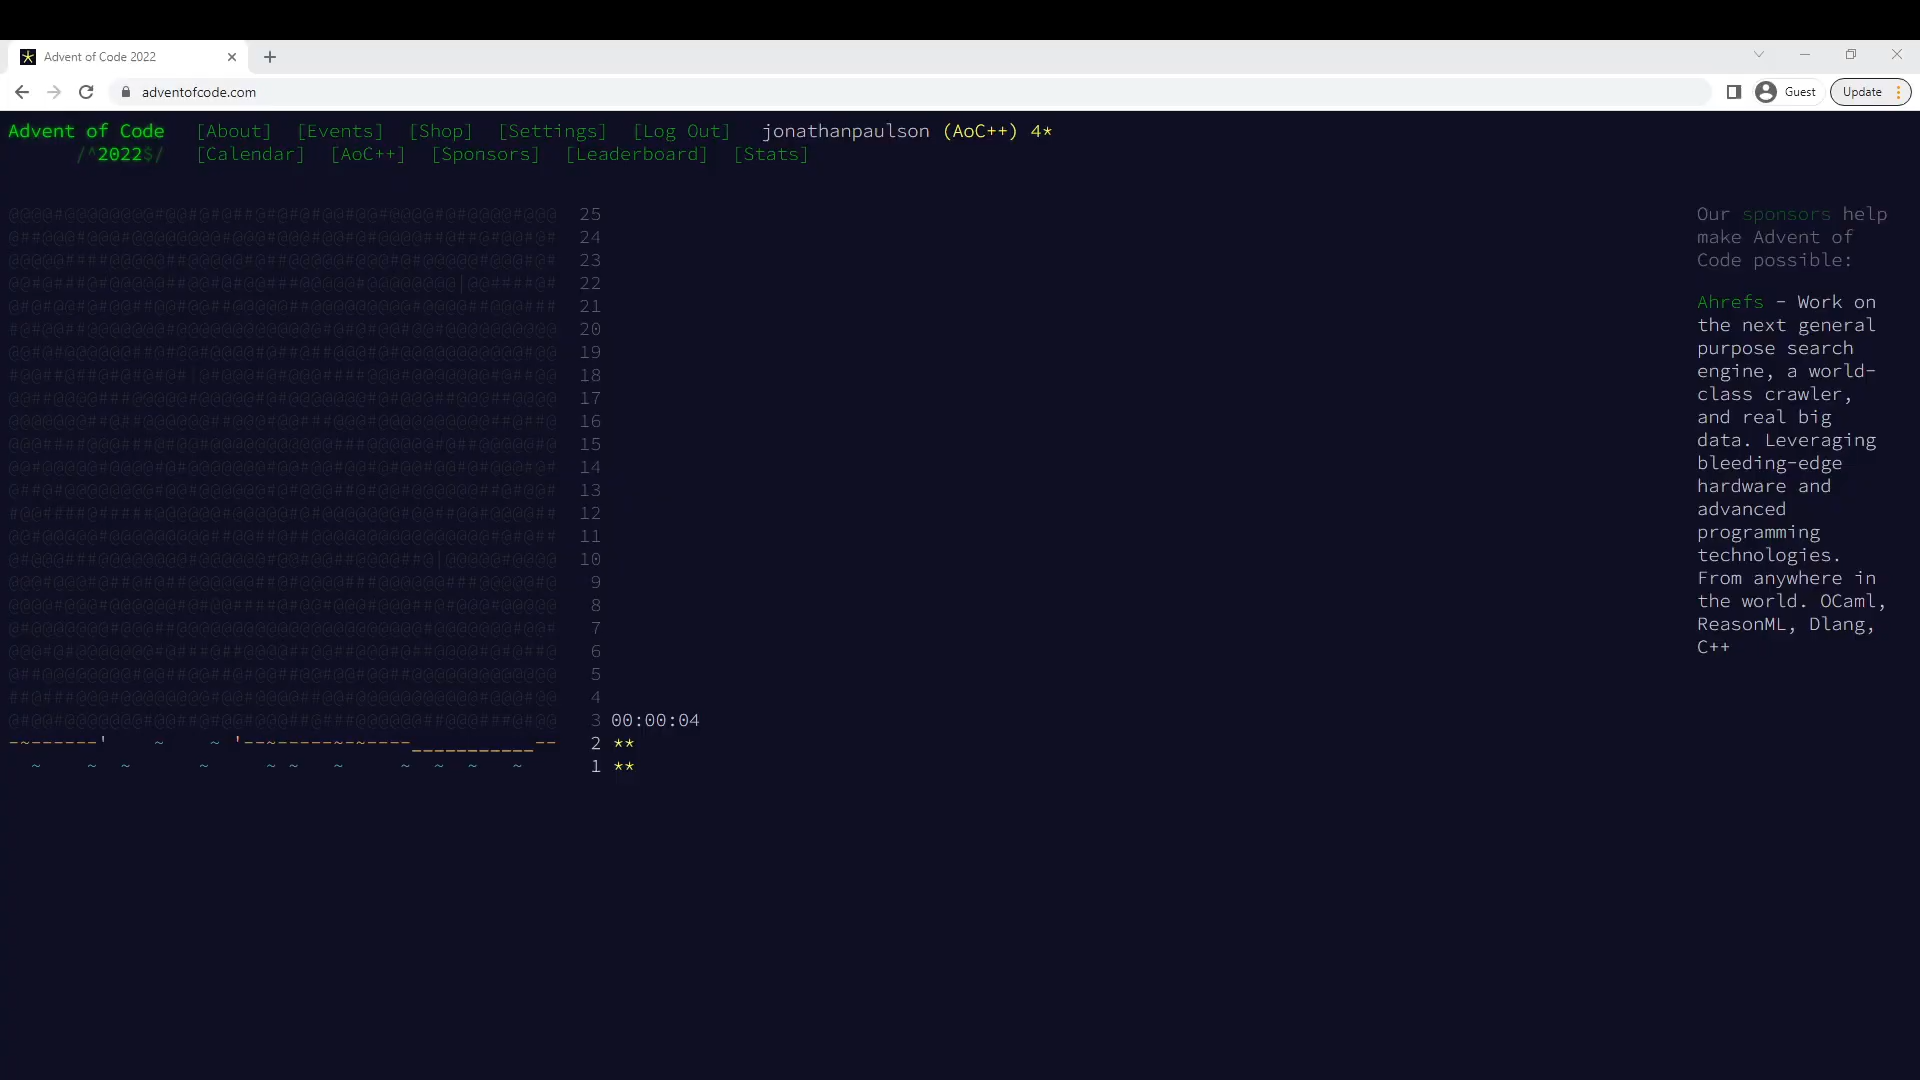 Advent of Code 2022
adventofcode.com
Guest
Update
Advent of Code [About] [Events] [Shop] [Settings] [Log Out] jonathanpaulson (AoC++) 4*
/^2022$/ [Calendar] [AoC++] [Sponsors] [Leaderboard] [Stats]
25
24
23
22
21
20
19
18
17
16
15
14
13
12
11
10
9
8
7
6
5
4
3 00:00:04
2 **
1 **
Our sponsors help
make Advent of
Code possible:
Ahrefs - Work on
the next general
purpose search
engine, a world-
class crawler,
and real big
data. Leveraging
bleeding-edge
hardware and
advanced
programming
technologies.
From anywhere in
the world. OCaml,
ReasonML, Dlang,
C++